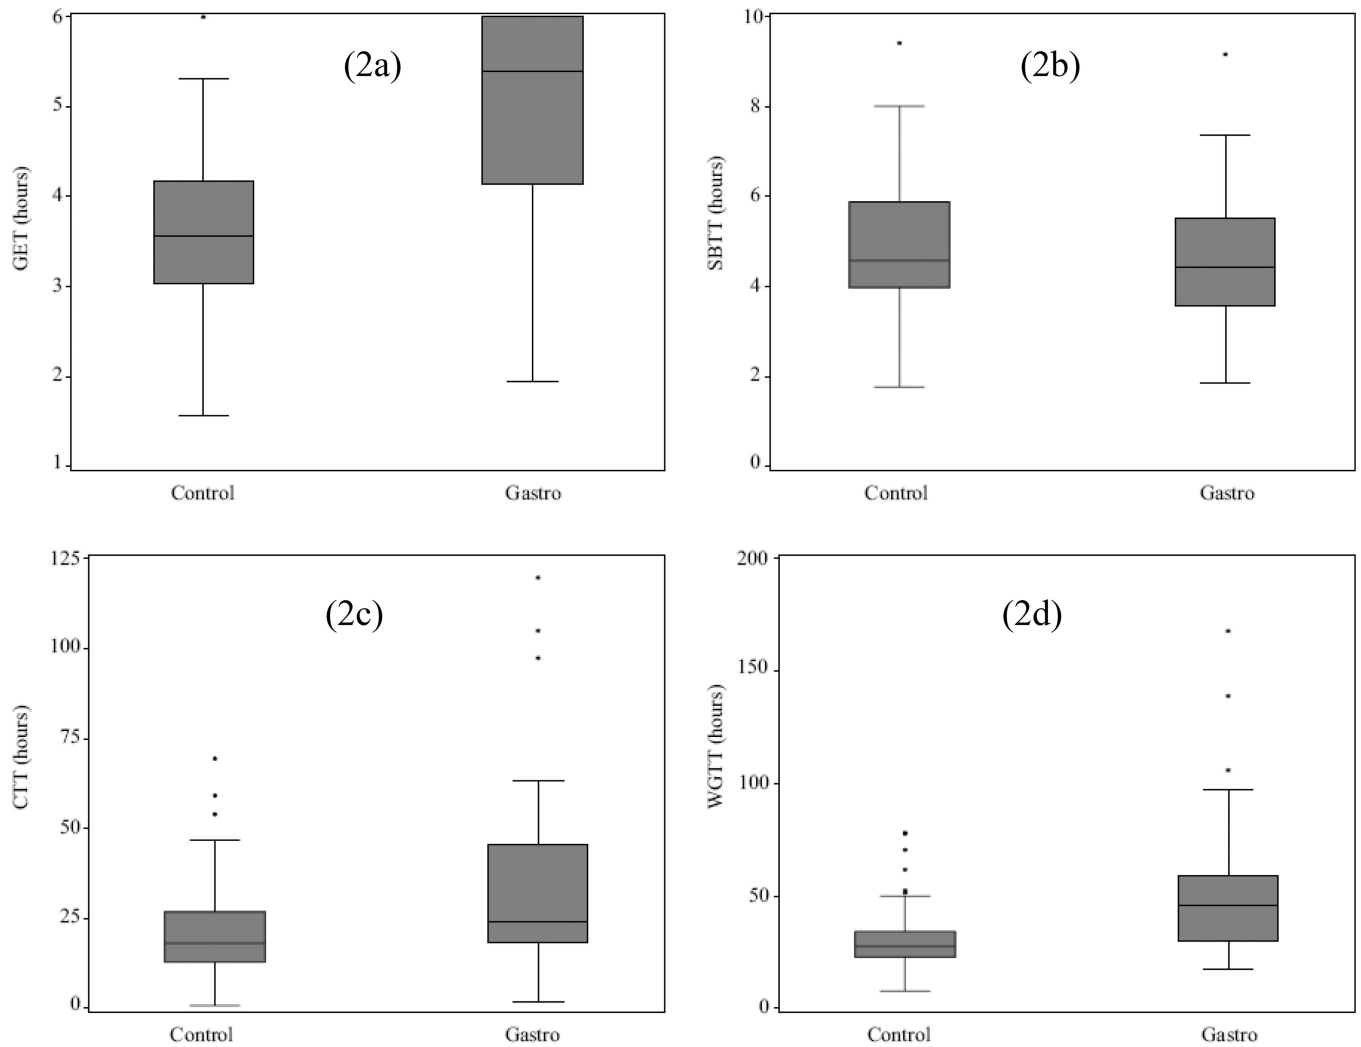 (2a)
GET (hours)
6
5
4
3
2
1
Control
Gastro
(2b)
SBTT (hours)
10
8
6
4
2
0
Control
Gastro
(2c)
CTT (hours)
125
100
75
50
25
0
Control
Gastro
(2d)
WGTT (hours)
200
150
100
50
0
Control
Gastro